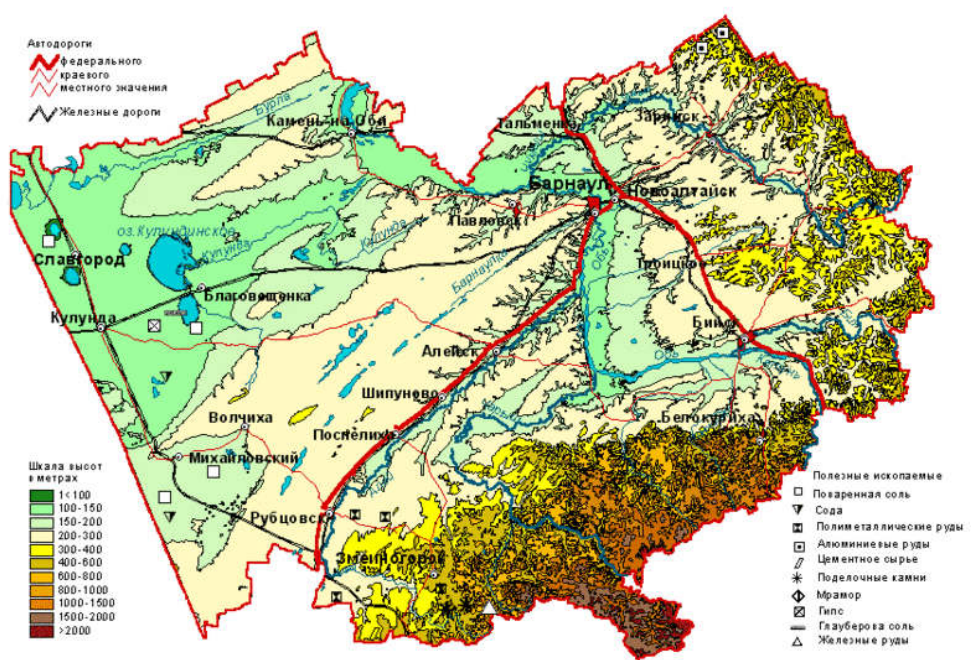 Автодороги
федерального
краевого
местного значения
Железные дороги
Бурла
Камень-на-Оби
Тальменка
Заринск
Барнаул
Новоалтайск
Павловск
оз.Кулундинское
Кулунда
Кулунда
Славгород
Барнаулка
Обь
Троицкое
Благовещенка
Кулунда
Бийск
Алейск
Обь
Шипуново
Волчиха
Белокуриха
Поспелиха
Михайловский
Рубцовск
Змеиногорск
Шкала высот
в метрах
1<100
100-150
150-200
200-300
300-400
400-600
600-800
800-1000
1000-1500
1500-2000
>2000
Полезные ископаемые
Поваренная соль
Сода
Полиметаллические руды
Алюминиевые руды
Цементное сырье
Поделочные камни
Мрамор
Гипс
Глауберова соль
Железные руды